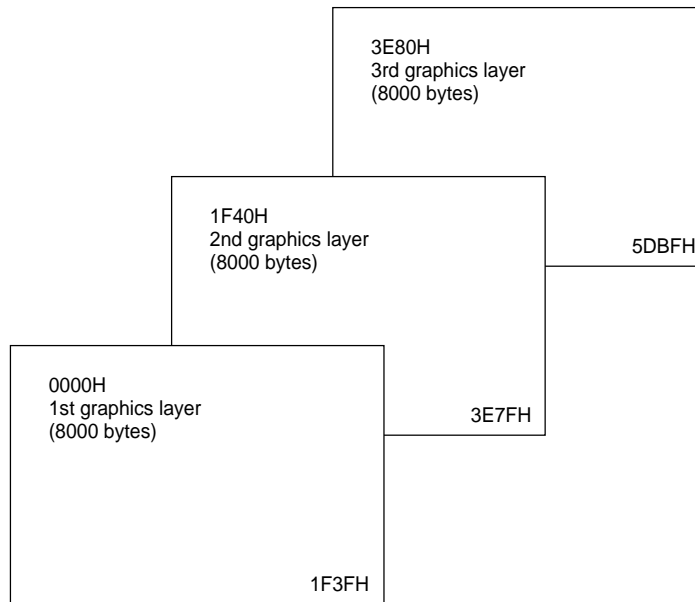 3E80H
3rd graphics layer
(8000 bytes)
1F40H
2nd graphics layer
(8000 bytes)
5DBFH
0000H
1st graphics layer
(8000 bytes)
3E7FH
1F3FH